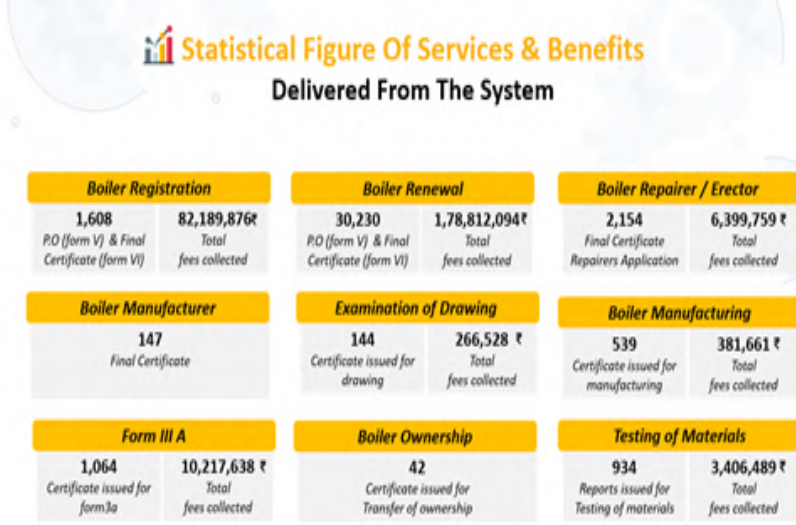 Statistical Figure Of Services & Benefits
Delivered From The System
Boiler Registration
1,608
P.O (form V) & Final
Certificate (form VI)
82,189,876₹
Total
fees collected
Boiler Renewal
30,230
P.O (form V) & Final
Certificate (form VI)
1,78,812,094₹
Total
fees collected
Boiler Repairer / Erector
2,154
Final Certificate
Repairers Application
6,399,759 ₹
Total
fees collected
Boiler Manufacturer
147
Final Certificate
Examination of Drawing
144
Certificate issued for
drawing
266,528 ₹
Total
fees collected
Boiler Manufacturing
539
Certificate issued for
manufacturing
381,661 ₹
Total
fees collected
Form III A
1,064
Certificate issued for
form3a
10,217,638 ₹
Total
fees collected
Boiler Ownership
42
Certificate issued for
Transfer of ownership
Testing of Materials
934
Reports issued for
Testing of materials
3,406,489 ₹
Total
fees collected